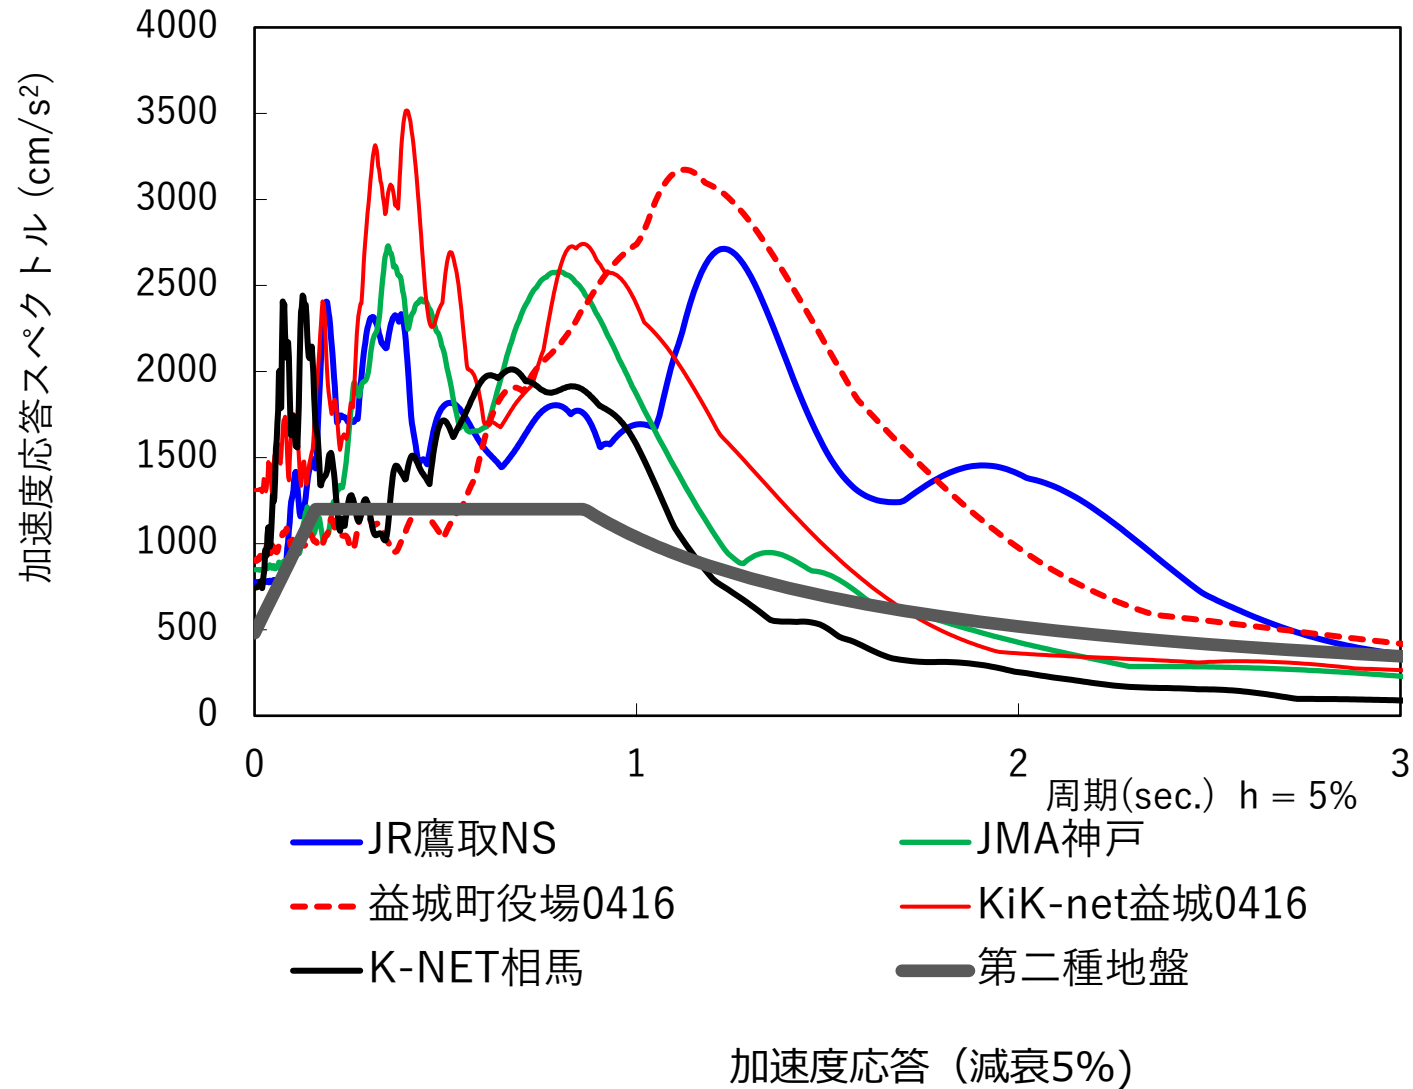 4000
3500
3000
2500
2000
1500
1000
500
0
加速度応答スペクトル (cm/s²)
0 1 2 3
周期(sec.) h = 5%
JR鷹取NS JMA神戸
益城町役場0416 KiK-net益城0416
K-NET相馬 第二種地盤
加速度応答（減衰5%)